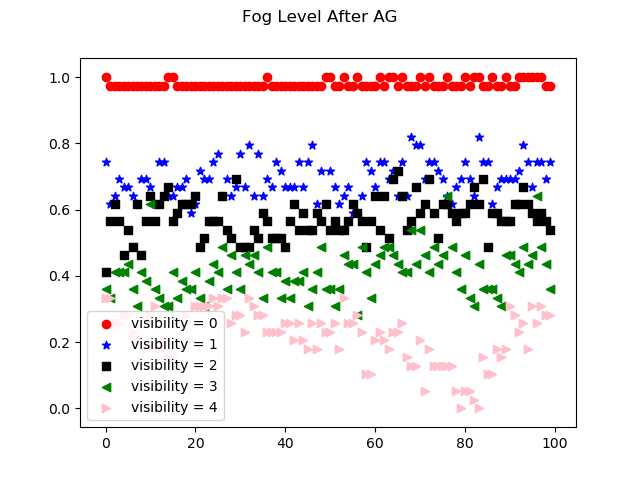 Fog Level After AG
1.0
0.8
0.6
0.4
0.2
0.0
visibility = 0
visibility = 1
visibility = 2
visibility = 3
visibility = 4
0 20 40 60 80 100